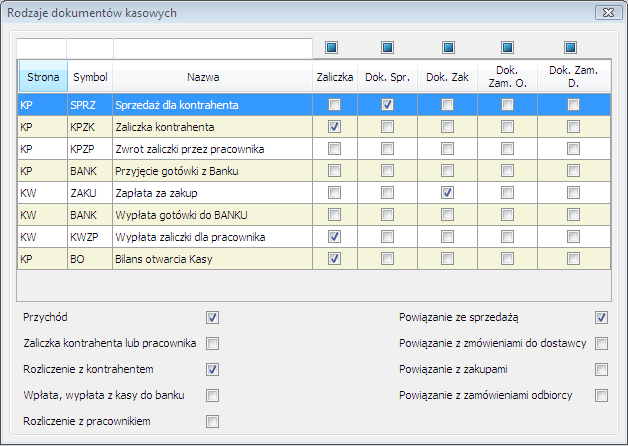 Rodzaje dokumentów kasowych
Strona Symbol Nazwa Zaliczka Dok. Spr. Dok. Zak Dok. Zam. O. Dok. Zam. D.
KP SPRZ Sprzedaż dla kontrahenta
KP KPZK Zaliczka kontrahenta
KP KPZP Zwrot zaliczki przez pracownika
KP BANK Przyjęcie gotówki z Banku
KW ZAKU Zapłata za zakup
KW BANK Wypłata gotówki do BANKU
KW KWZP Wypłata zaliczki dla pracownika
KP BO Bilans otwarcia Kasy
Przychód
Zaliczka kontrahenta lub pracownika
Rozliczenie z kontrahentem
Wpłata, wypłata z kasy do banku
Rozliczenie z pracownikiem
Powiązanie ze sprzedażą
Powiązanie z zmówieniami do dostawcy
Powiązanie z zakupami
Powiązanie z zamówieniami odbiorcy